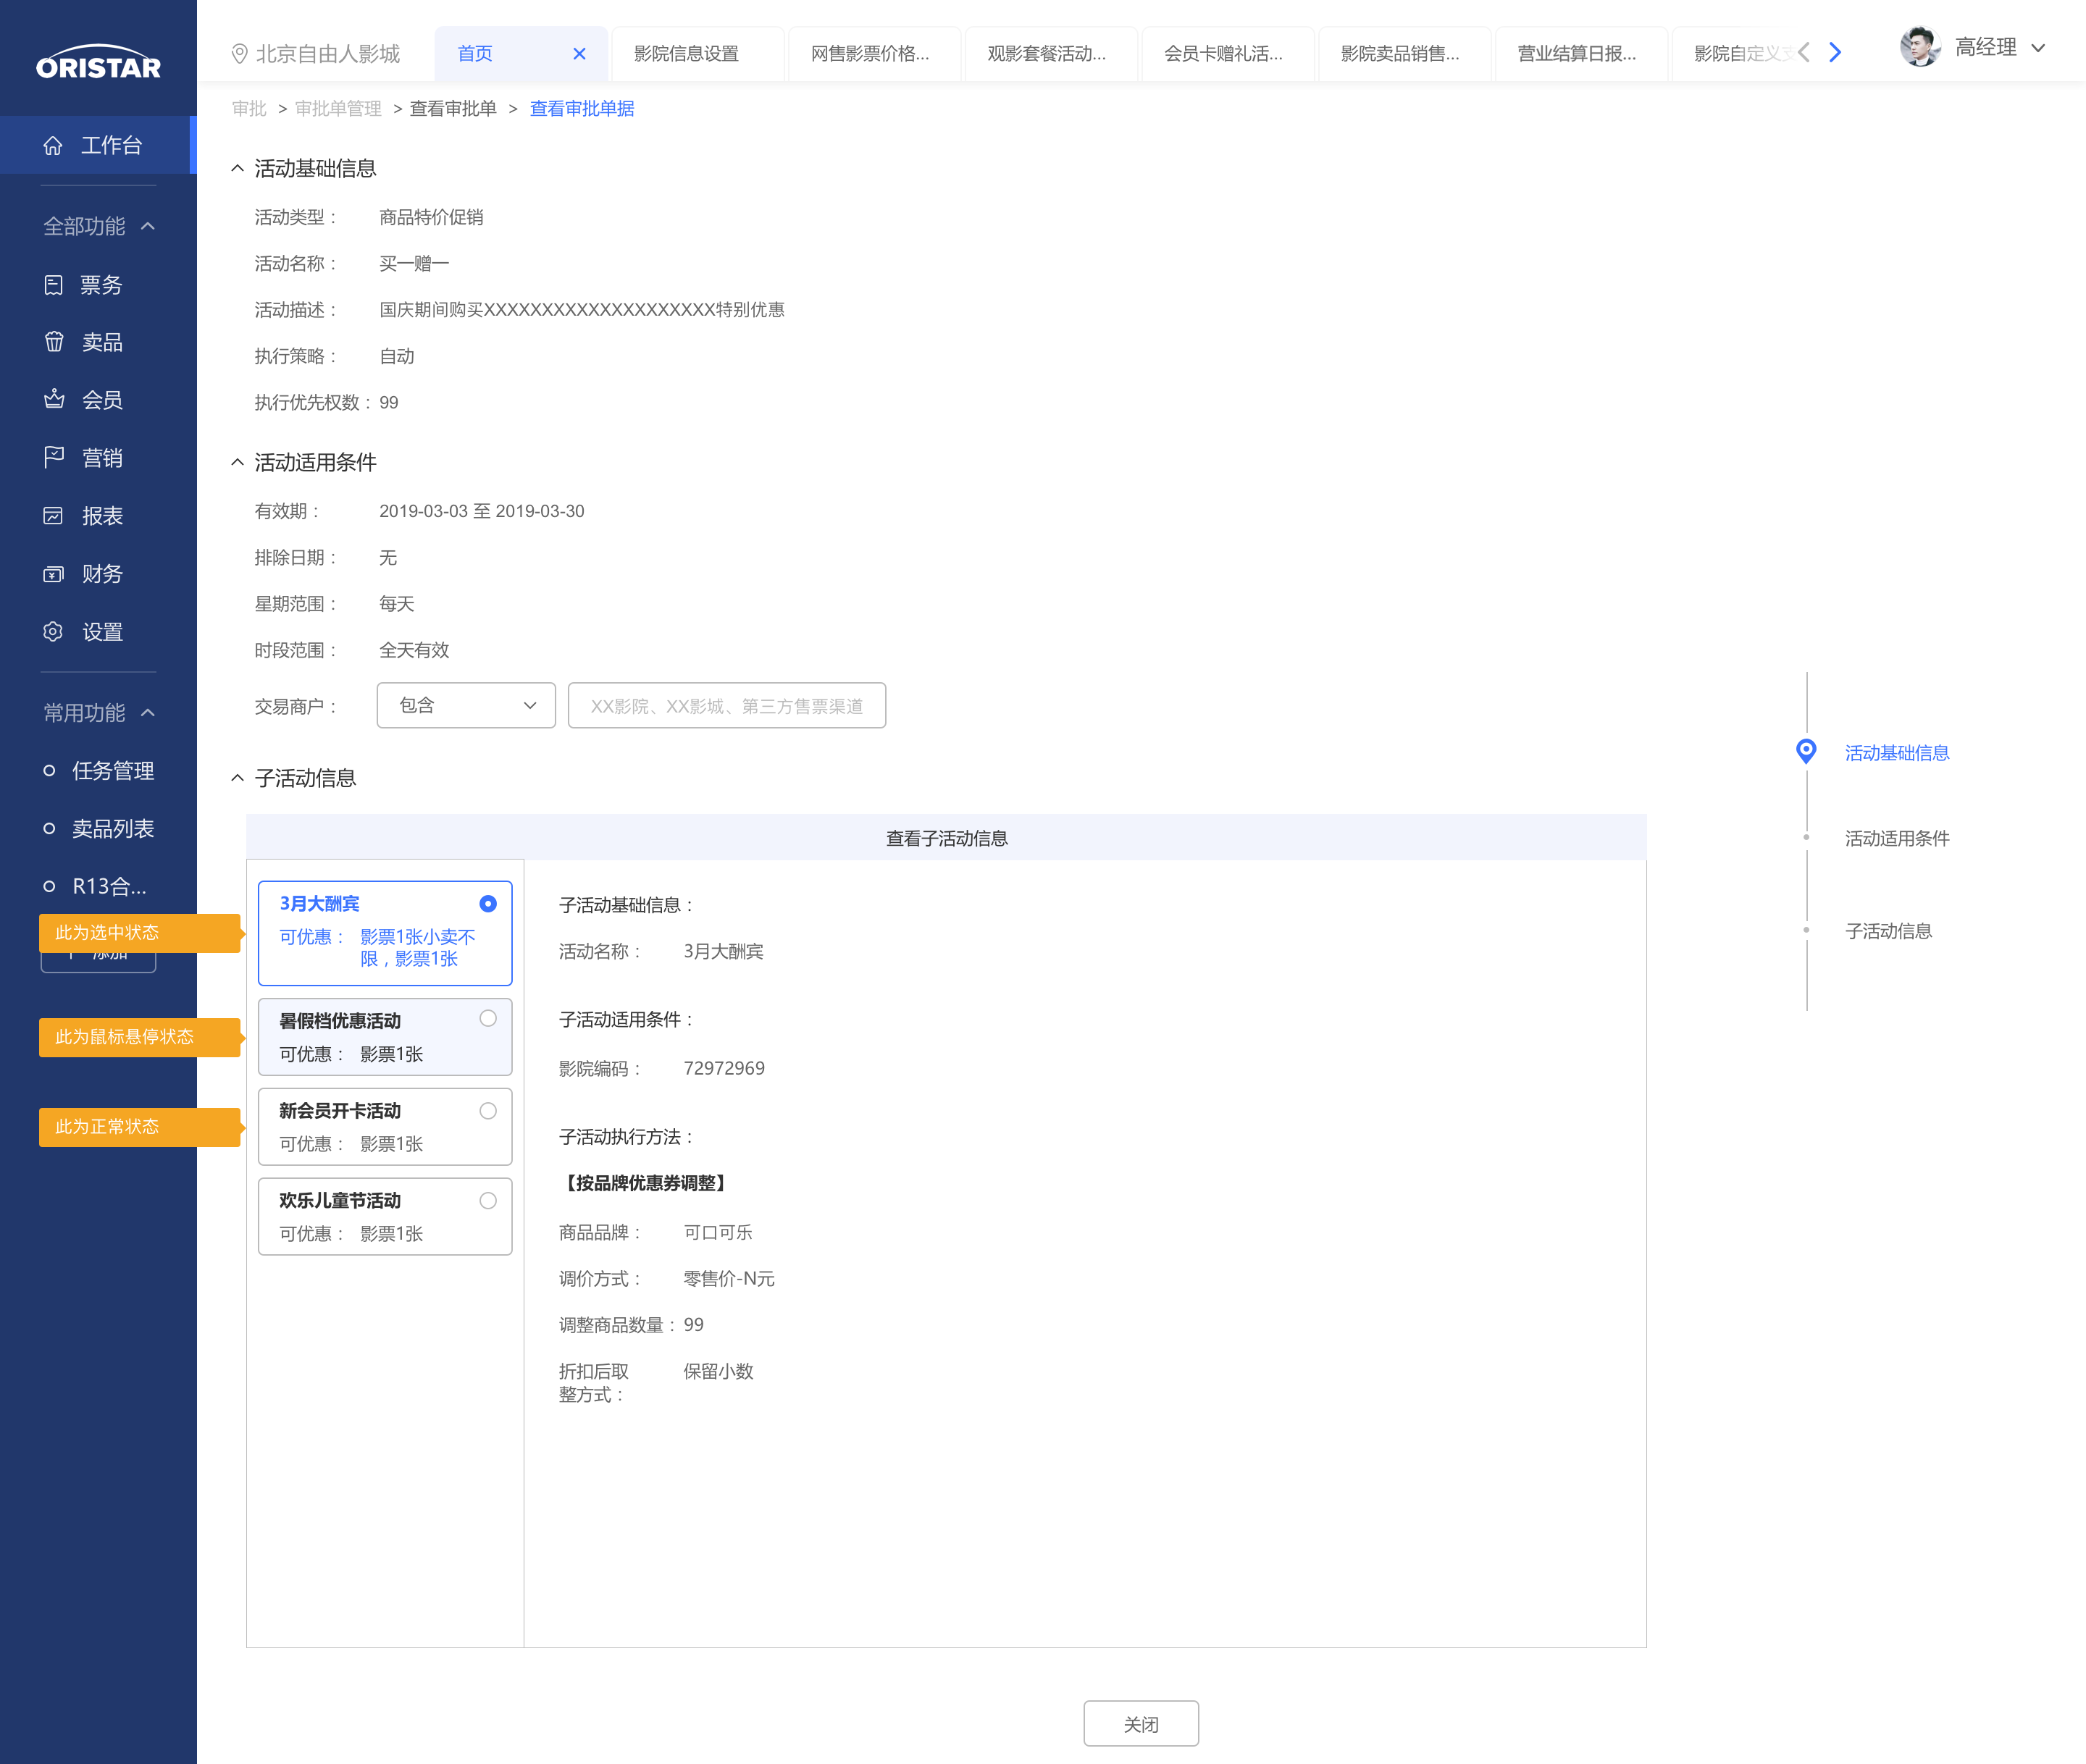 ORISTAR
北京自由人影城
首页
影院信息设置
网售影票价格...
观影套餐活动...
会员卡赠礼活...
影院卖品销售...
营业结算日报...
影院自定义支
高经理
工作台
全部功能
票务
卖品
会员
营销
报表
财务
设置
常用功能
任务管理
卖品列表
R13合...
添加
此为选中状态
此为鼠标悬停状态
此为正常状态
审批 > 审批单管理 > 查看审批单 > 查看审批单据
活动基础信息
活动类型： 商品特价促销
活动名称： 买一赠一
活动描述： 国庆期间购买XXXXXXXXXXXXXXXXXXXX特别优惠
执行策略： 自动
执行优先权数： 99
活动适用条件
有效期： 2019-03-03 至 2019-03-30
排除日期： 无
星期范围： 每天
时段范围： 全天有效
交易商户： 包含 XX影院、XX影城、第三方售票渠道
子活动信息
查看子活动信息
3月大酬宾
可优惠： 影票1张小卖不
限，影票1张
暑假档优惠活动
可优惠： 影票1张
新会员开卡活动
可优惠： 影票1张
欢乐儿童节活动
可优惠： 影票1张
子活动基础信息：
活动名称： 3月大酬宾
子活动适用条件：
影院编码： 72972969
子活动执行方法：
【按品牌优惠券调整】
商品品牌： 可口可乐
调价方式： 零售价-N元
调整商品数量： 99
折扣后取 保留小数
整方式：
活动基础信息
活动适用条件
子活动信息
关闭